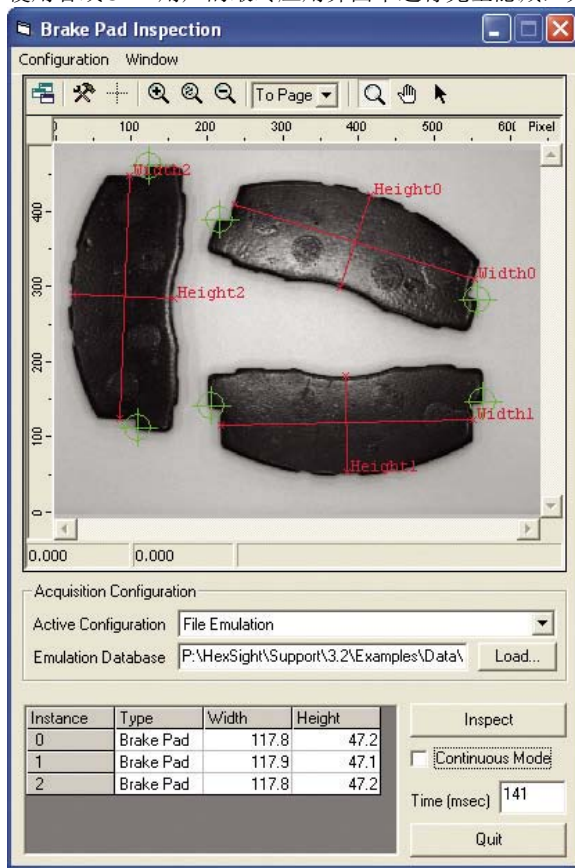 Brake Pad Inspection
Configuration Window
To Page
100 200 300 400 500 Pixel
Width2
Height0
400
Width0
300
Height2
200
Width1
100
Height1
0
0.000 0.000
Acquisition Configuration
Active Configuration File Emulation
Emulation Database P:\HexSight\Support\3.2\Examples\Data\ Load...
Instance Type Width Height
0 Brake Pad 117.8 47.2
1 Brake Pad 117.9 47.1
2 Brake Pad 117.8 47.2
Inspect
Continuous Mode
Time (msec) 141
Quit